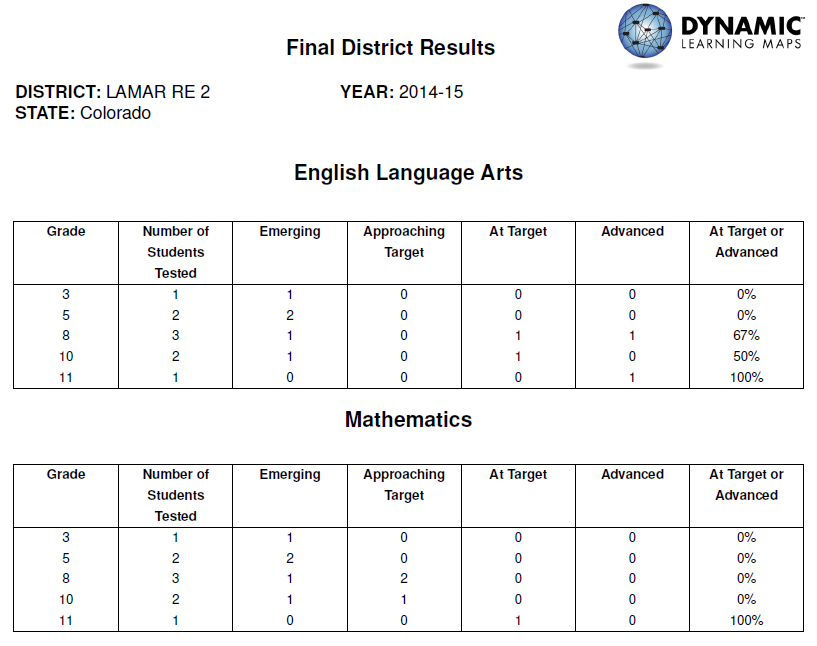 DYNAMIC™
LEARNING MAPS
Final District Results
DISTRICT: LAMAR RE 2 YEAR: 2014-15
STATE: Colorado
English Language Arts
Grade Number of Emerging Approaching At Target Advanced At Target or
Students Target Advanced
Tested
3 1 1 0 0 0 0%
5 2 2 0 0 0 0%
8 3 1 0 1 1 67%
10 2 1 0 1 0 50%
11 1 0 0 0 1 100%
Mathematics
Grade Number of Emerging Approaching At Target Advanced At Target or
Students Target Advanced
Tested
3 1 1 0 0 0 0%
5 2 2 0 0 0 0%
8 3 1 2 0 0 0%
10 2 1 1 0 0 0%
11 1 0 0 1 0 100%